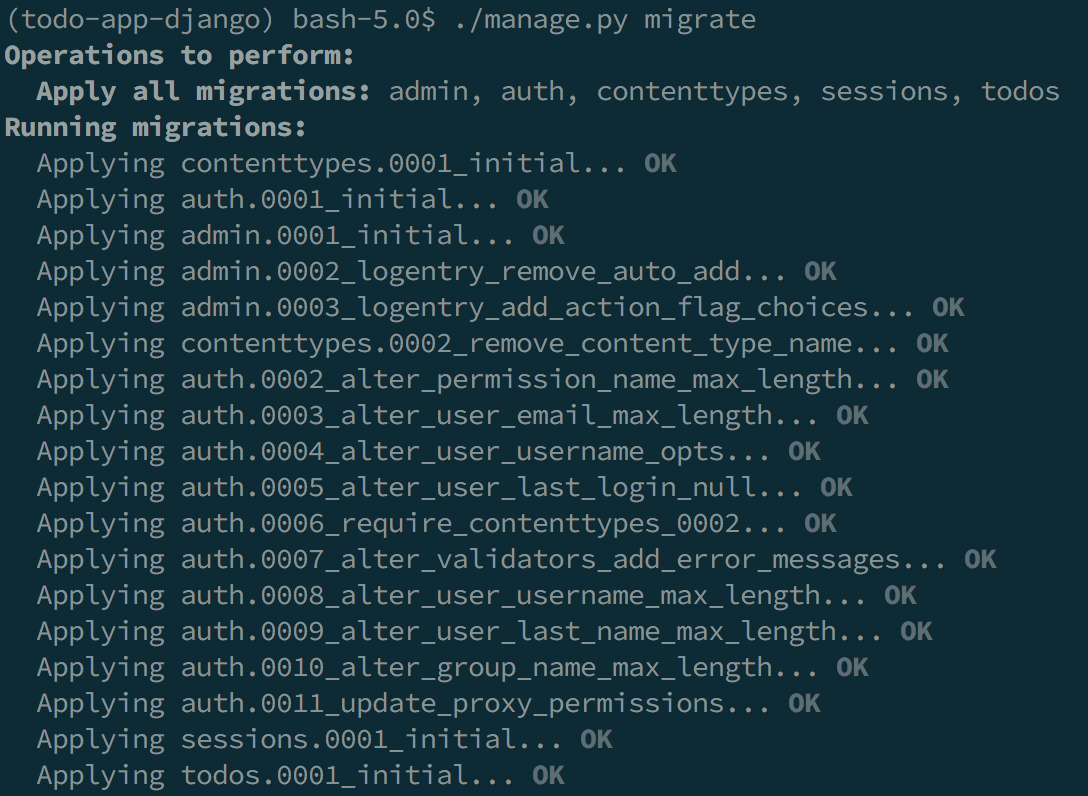 (todo-app-django) bash-5.0$ ./manage.py migrate
Operations to perform:
  Apply all migrations: admin, auth, contenttypes, sessions, todos
Running migrations:
  Applying contenttypes.0001_initial... OK
  Applying auth.0001_initial... OK
  Applying admin.0001_initial... OK
  Applying admin.0002_logentry_remove_auto_add... OK
  Applying admin.0003_logentry_add_action_flag_choices... OK
  Applying contenttypes.0002_remove_content_type_name... OK
  Applying auth.0002_alter_permission_name_max_length... OK
  Applying auth.0003_alter_user_email_max_length... OK
  Applying auth.0004_alter_user_username_opts... OK
  Applying auth.0005_alter_user_last_login_null... OK
  Applying auth.0006_require_contenttypes_0002... OK
  Applying auth.0007_alter_validators_add_error_messages... OK
  Applying auth.0008_alter_user_username_max_length... OK
  Applying auth.0009_alter_user_last_name_max_length... OK
  Applying auth.0010_alter_group_name_max_length... OK
  Applying auth.0011_update_proxy_permissions... OK
  Applying sessions.0001_initial... OK
  Applying todos.0001_initial... OK